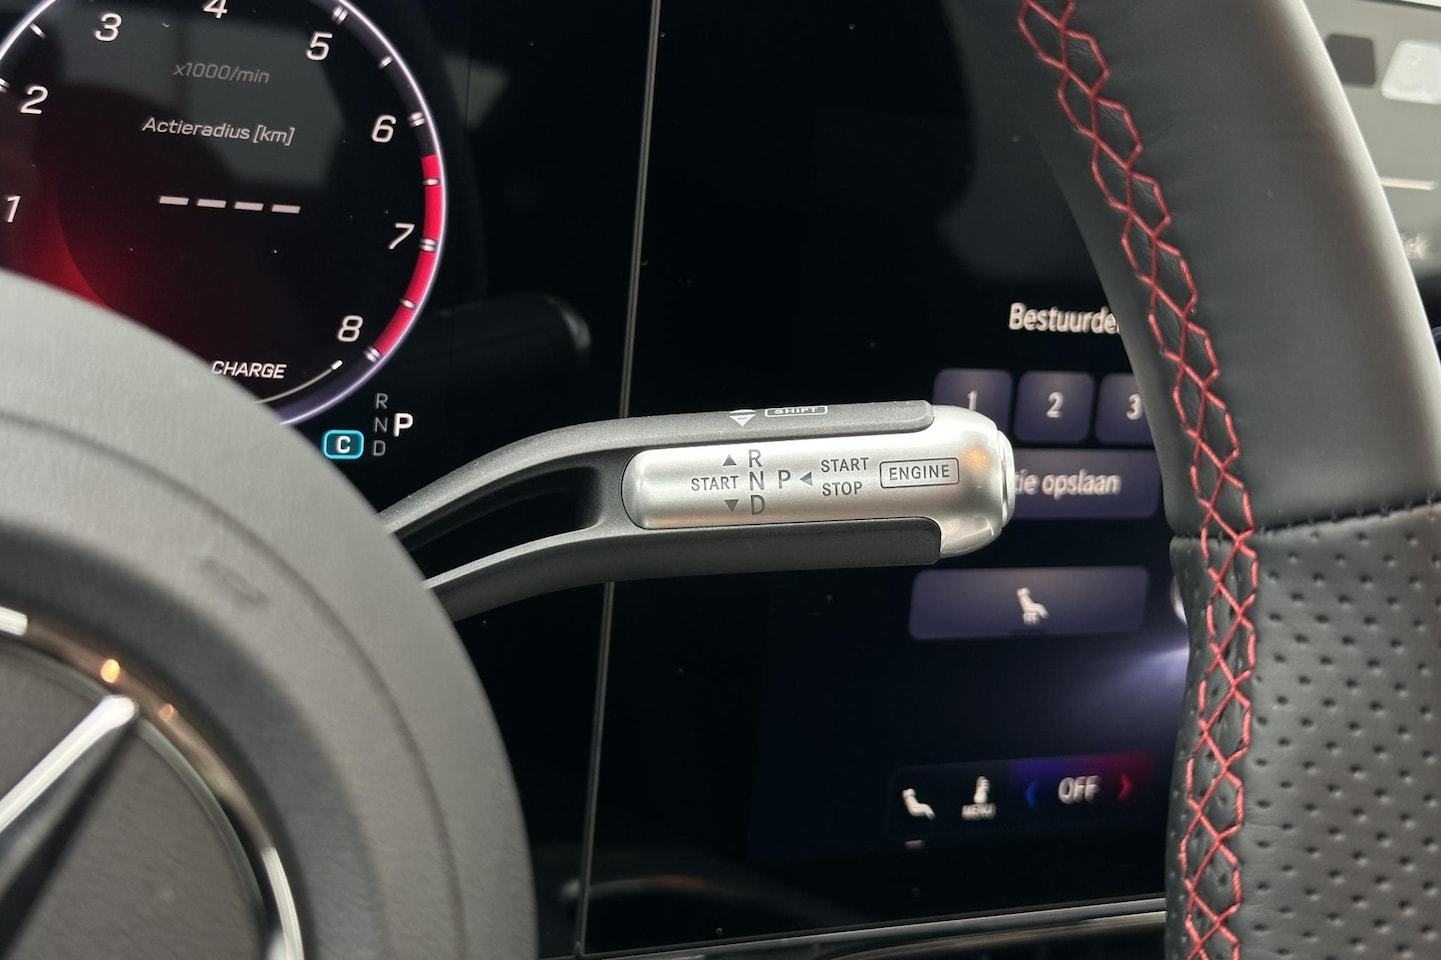 1
2
3
4
5
6
7
8
x1000/min
Actieradius [km]
----
CHARGE
R
N P
D
C
SHIFT
R
START N P START
STOP
D
ENGINE
1 2 3
opslaan
MENU
OFF